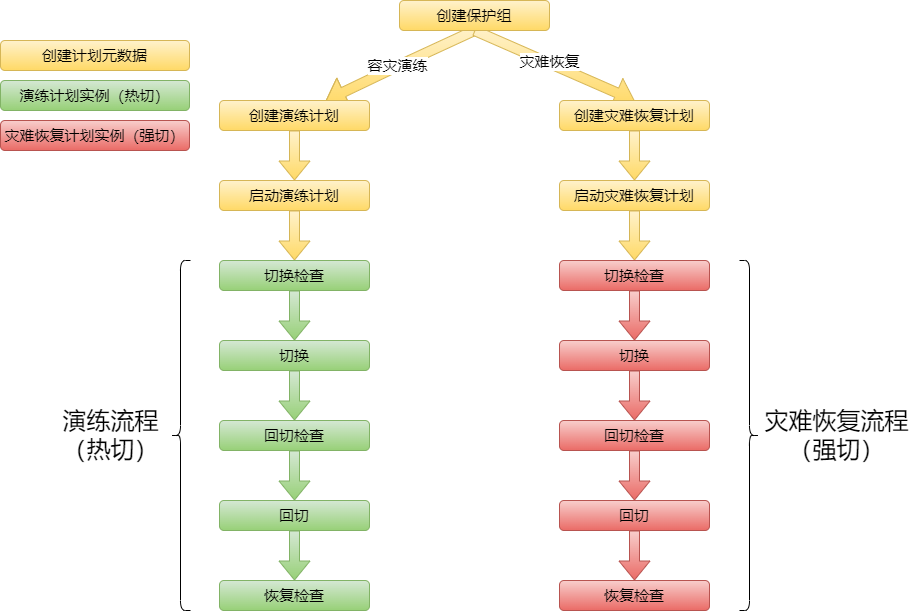 创建保护组
创建计划元数据
演练计划实例（热切）
灾难恢复计划实例（强切）
容灾演练
灾难恢复
创建演练计划
创建灾难恢复计划
启动演练计划
启动灾难恢复计划
切换检查
切换检查
切换
切换
演练流程
（热切）
灾难恢复流程
（强切）
回切检查
回切检查
回切
回切
恢复检查
恢复检查